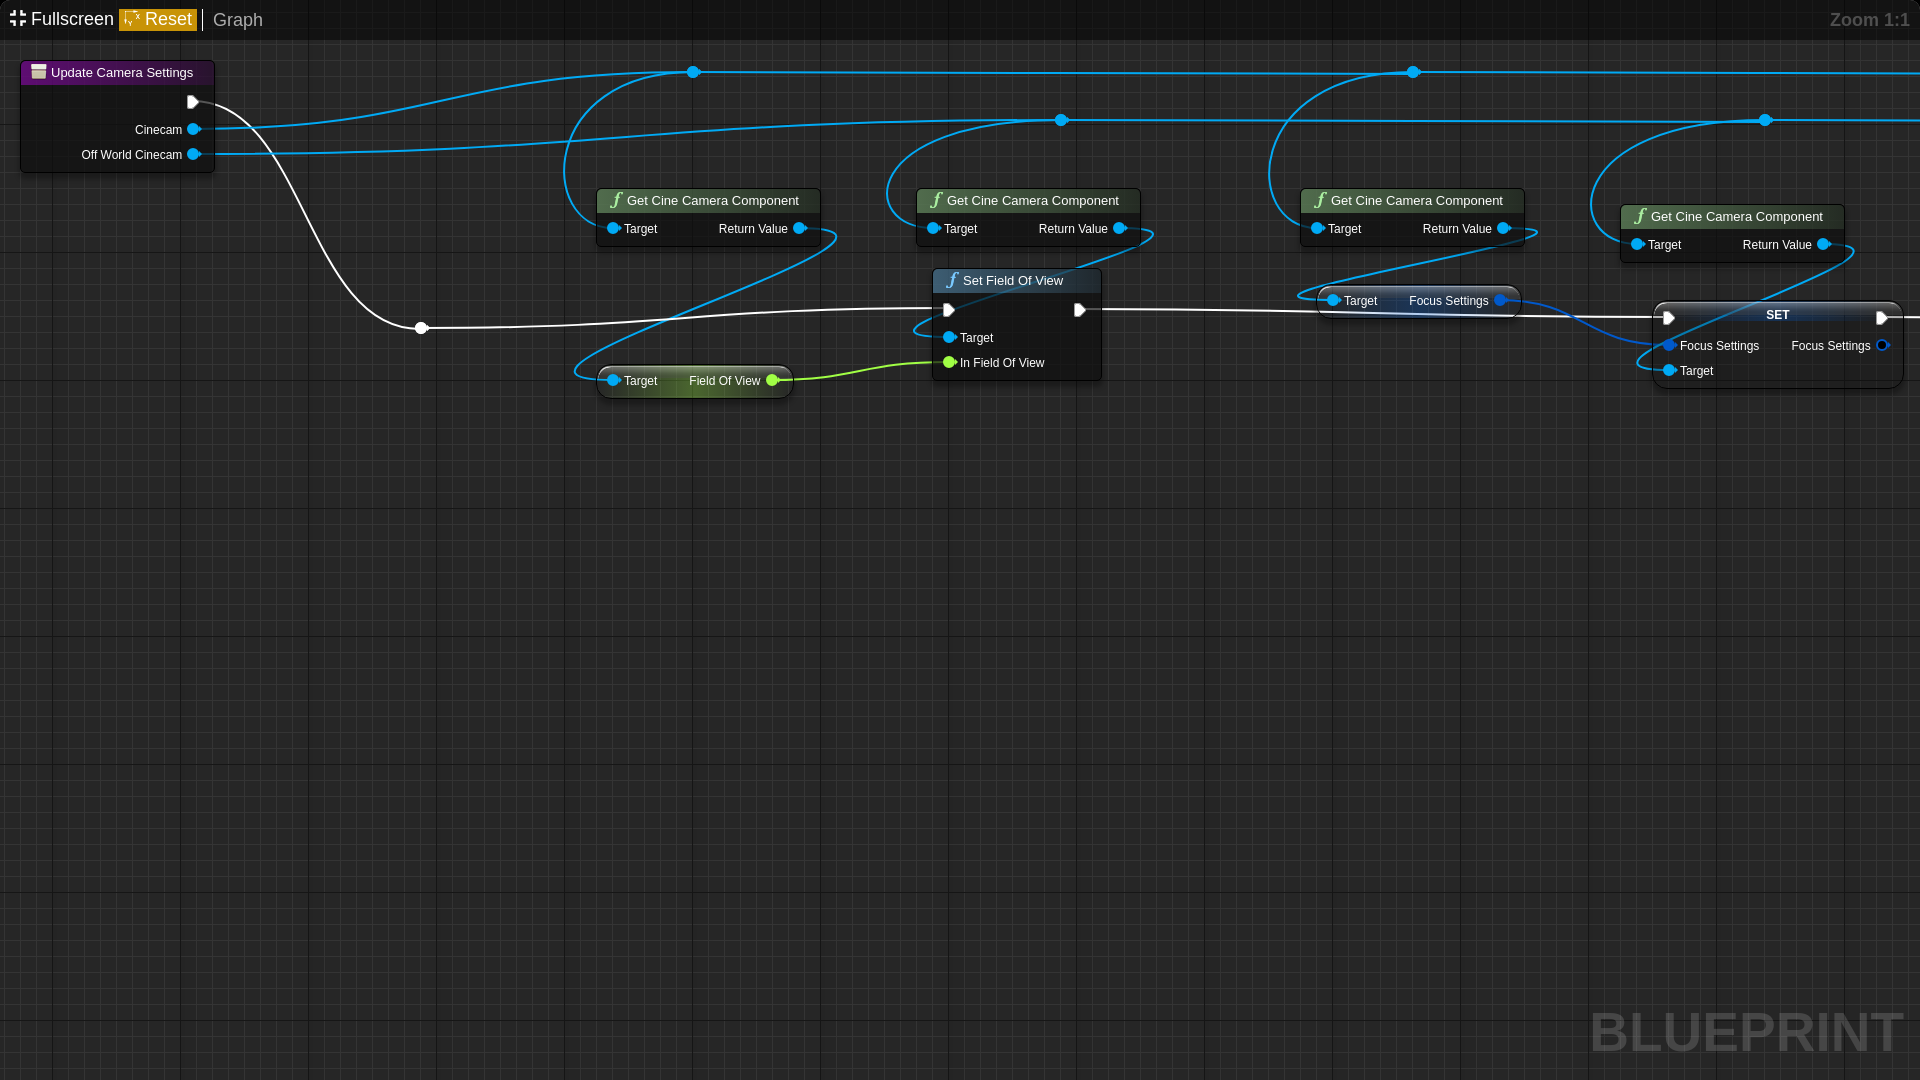 Fullscreen Reset Graph Zoom 1:1
Update Camera Settings
Cinecam
Off World Cinecam
Get Cine Camera Component
Target Return Value
Get Cine Camera Component
Target Return Value
Get Cine Camera Component
Target Return Value
Get Cine Camera Component
Target Return Value
Set Field Of View
Target
In Field Of View
Target Field Of View
Target Focus Settings
SET
Focus Settings Focus Settings
Target
BLUEPRINT